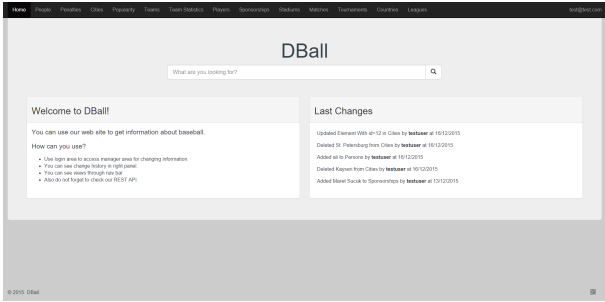 Home People Penalties Cities Popularity Teams Team Statistics Players Sponsorships Stadiums Matches Tournaments Countries Leagues test@test.com
DBall
What are you looking for?
Welcome to DBall!
You can use our web site to get information about baseball.
How can you use?
Use login area to access manager area for changing information
You can see change history in right panel.
You can see views through nav bar
Also do not forget to check our REST API
Last Changes
Updated Element With id=12 in Cities by testuser at 16/12/2015
Deleted St. Petersburg from Cities by testuser at 16/12/2015
Added ali to Persons by testuser at 16/12/2015
Deleted Kaysen from Cities by testuser at 16/12/2015
Added Maret Sucuk to Sponsorships by testuser at 13/12/2015
© 2015 DBall